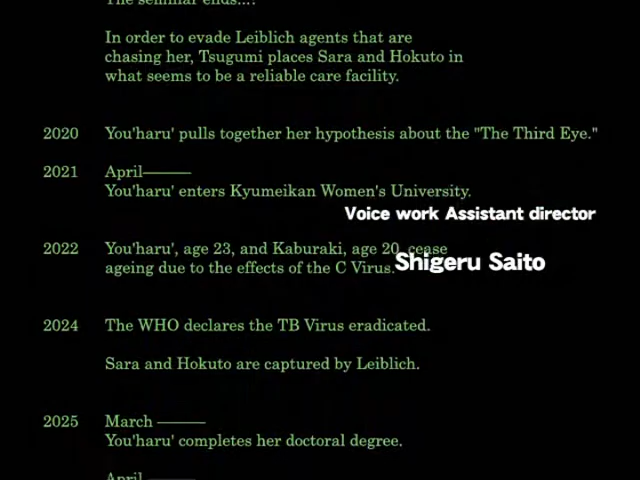 The seminar ends....
In order to evade Leiblich agents that are
chasing her, Tsugumi places Sara and Hokuto in
what seems to be a reliable care facility.
2020 You'haru' pulls together her hypothesis about the "The Third Eye."
2021 April———
You'haru' enters Kyumeikan Women's University.
Voice work Assistant director
2022 You'haru', age 23, and Kaburaki, age 20, cease
ageing due to the effects of the C Virus.
Shigeru Saito
2024 The WHO declares the TB Virus eradicated.
Sara and Hokuto are captured by Leiblich.
2025 March ———
You'haru' completes her doctoral degree.
April ———